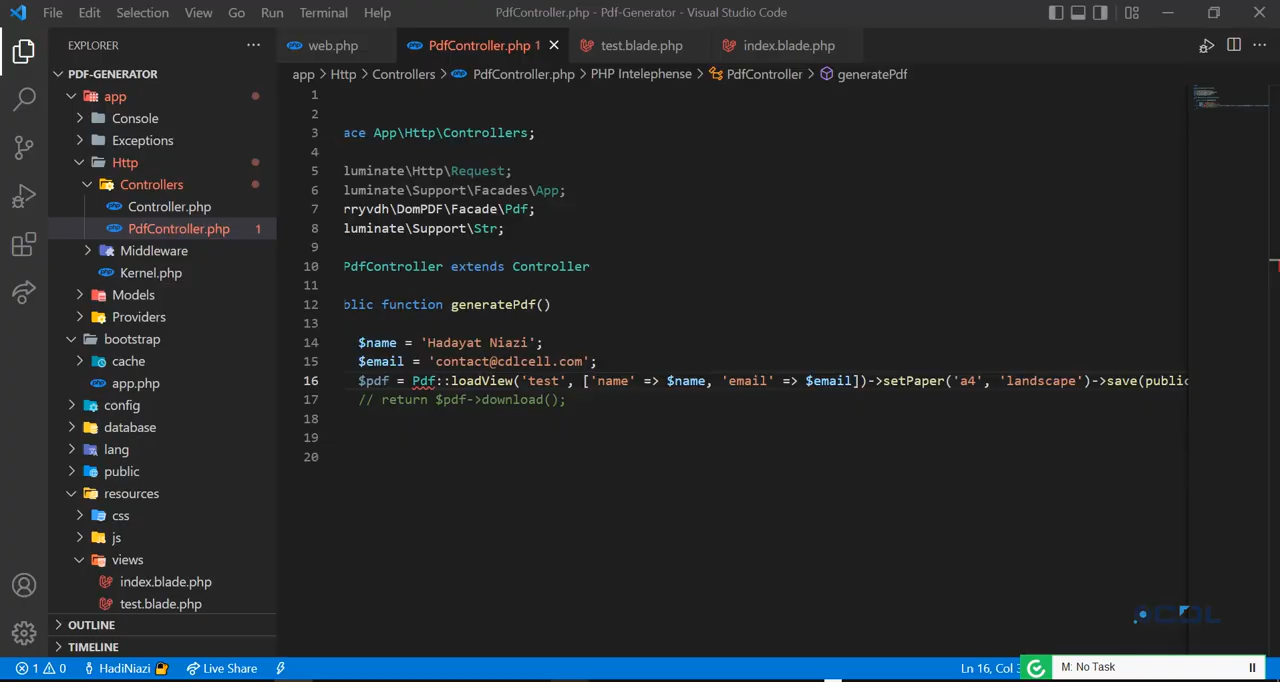 File Edit Selection View Go Run Terminal Help PdfController.php - Pdf-Generator - Visual Studio Code
EXPLORER
web.php PdfController.php 1 test.blade.php index.blade.php
app > Http > Controllers > PdfController.php > PHP Intelephense > PdfController > generatePdf
PDF-GENERATOR
app
Console
Exceptions
Http
Controllers
Controller.php
PdfController.php 1
Middleware
Kernel.php
Models
Providers
bootstrap
cache
app.php
config
database
lang
public
resources
css
js
views
index.blade.php
test.blade.php
OUTLINE
TIMELINE
1
2
3 ace App\Http\Controllers;
4
5 luminate\Http\Request;
6 luminate\Support\Facades\App;
7 rryvdh\DomPDF\Facade\Pdf;
8 luminate\Support\Str;
9
10 PdfController extends Controller
11
12 blic function generatePdf()
13
14 $name = 'Hadayat Niazi';
15 $email = 'contact@cdlcell.com';
16 $pdf = Pdf::loadView('test', ['name' => $name, 'email' => $email])->setPaper('a4', 'landscape')->save(public
17 // return $pdf->download();
18
19
20
CDL
1 0 HadiNiazi Live Share Ln 16, Col 3
M: No Task